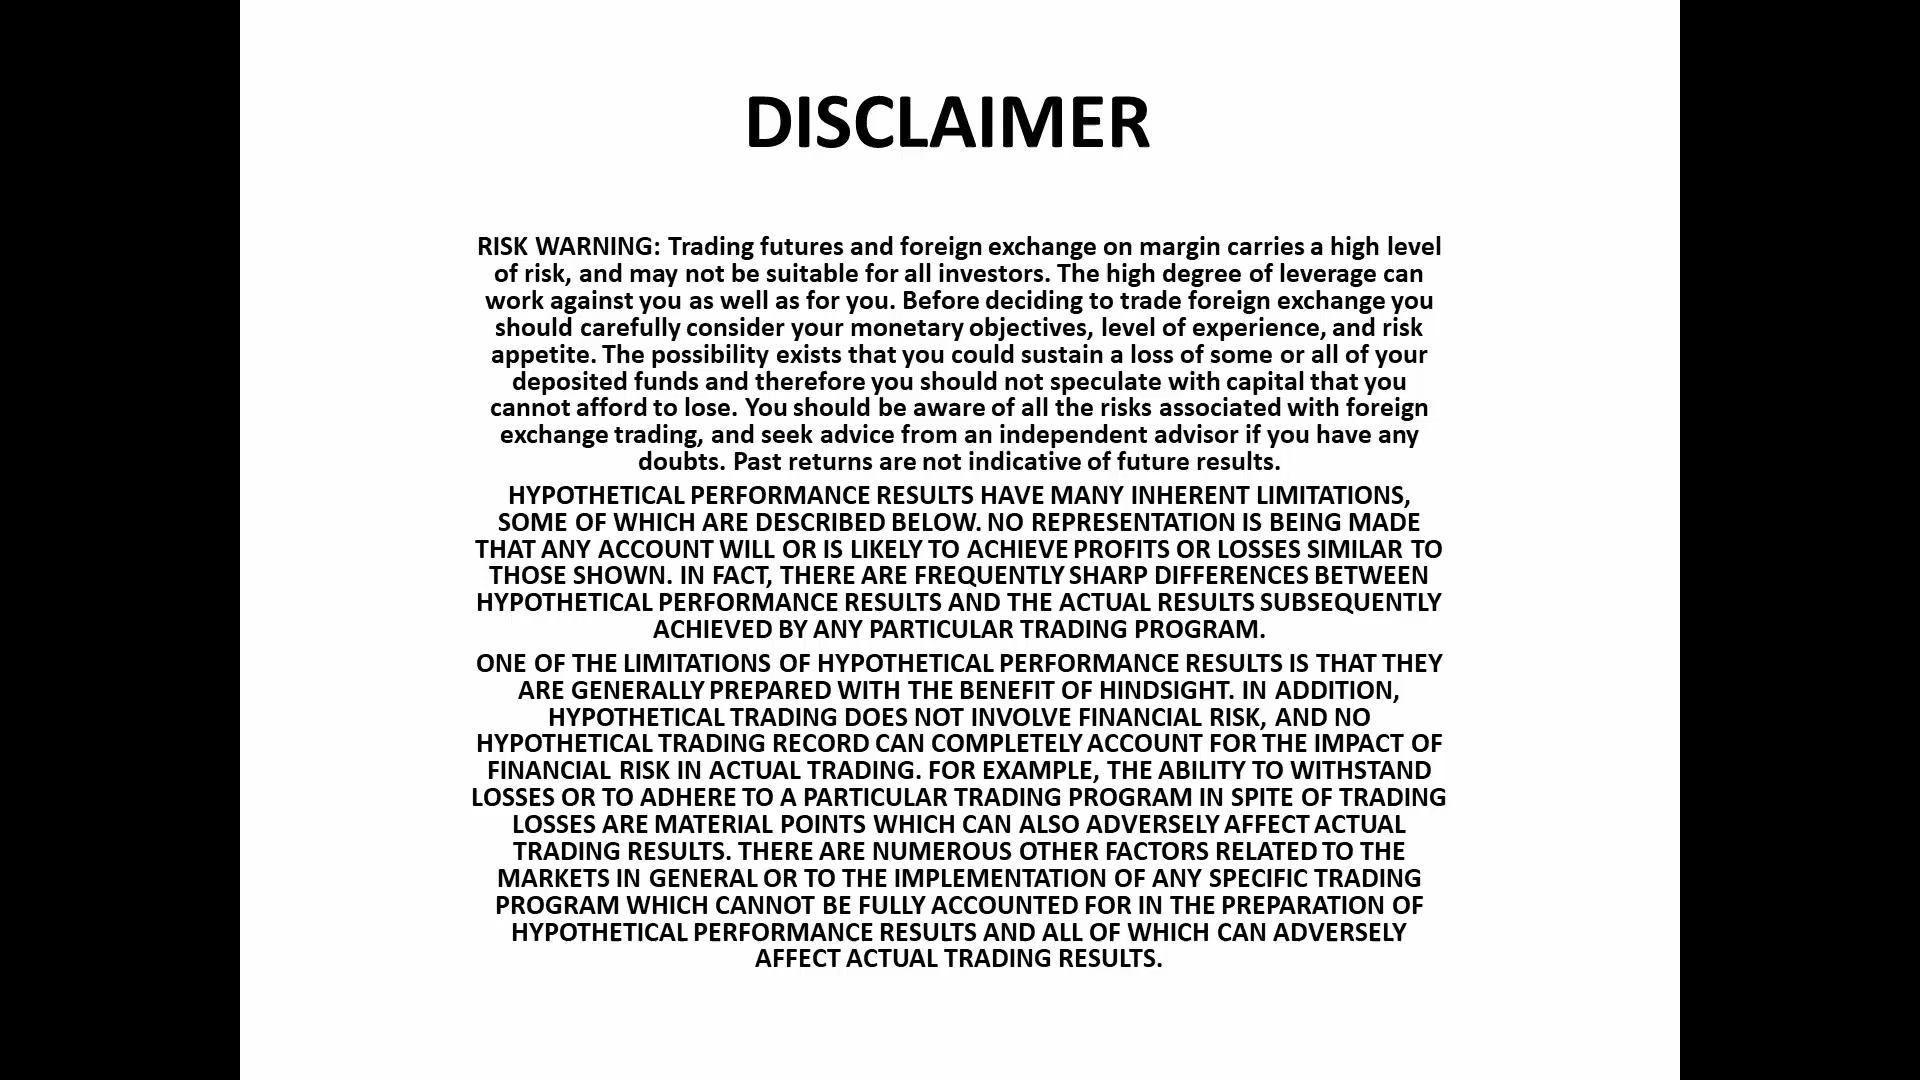 DISCLAIMER
RISK WARNING: Trading futures and foreign exchange on margin carries a high level
of risk, and may not be suitable for all investors. The high degree of leverage can
work against you as well as for you. Before deciding to trade foreign exchange you
should carefully consider your monetary objectives, level of experience, and risk
appetite. The possibility exists that you could sustain a loss of some or all of your
deposited funds and therefore you should not speculate with capital that you
cannot afford to lose. You should be aware of all the risks associated with foreign
exchange trading, and seek advice from an independent advisor if you have any
doubts. Past returns are not indicative of future results.
HYPOTHETICAL PERFORMANCE RESULTS HAVE MANY INHERENT LIMITATIONS,
SOME OF WHICH ARE DESCRIBED BELOW. NO REPRESENTATION IS BEING MADE
THAT ANY ACCOUNT WILL OR IS LIKELY TO ACHIEVE PROFITS OR LOSSES SIMILAR TO
THOSE SHOWN. IN FACT, THERE ARE FREQUENTLY SHARP DIFFERENCES BETWEEN
HYPOTHETICAL PERFORMANCE RESULTS AND THE ACTUAL RESULTS SUBSEQUENTLY
ACHIEVED BY ANY PARTICULAR TRADING PROGRAM.
ONE OF THE LIMITATIONS OF HYPOTHETICAL PERFORMANCE RESULTS IS THAT THEY
ARE GENERALLY PREPARED WITH THE BENEFIT OF HINDSIGHT. IN ADDITION,
HYPOTHETICAL TRADING DOES NOT INVOLVE FINANCIAL RISK, AND NO
HYPOTHETICAL TRADING RECORD CAN COMPLETELY ACCOUNT FOR THE IMPACT OF
FINANCIAL RISK IN ACTUAL TRADING. FOR EXAMPLE, THE ABILITY TO WITHSTAND
LOSSES OR TO ADHERE TO A PARTICULAR TRADING PROGRAM IN SPITE OF TRADING
LOSSES ARE MATERIAL POINTS WHICH CAN ALSO ADVERSELY AFFECT ACTUAL
TRADING RESULTS. THERE ARE NUMEROUS OTHER FACTORS RELATED TO THE
MARKETS IN GENERAL OR TO THE IMPLEMENTATION OF ANY SPECIFIC TRADING
PROGRAM WHICH CANNOT BE FULLY ACCOUNTED FOR IN THE PREPARATION OF
HYPOTHETICAL PERFORMANCE RESULTS AND ALL OF WHICH CAN ADVERSELY
AFFECT ACTUAL TRADING RESULTS.